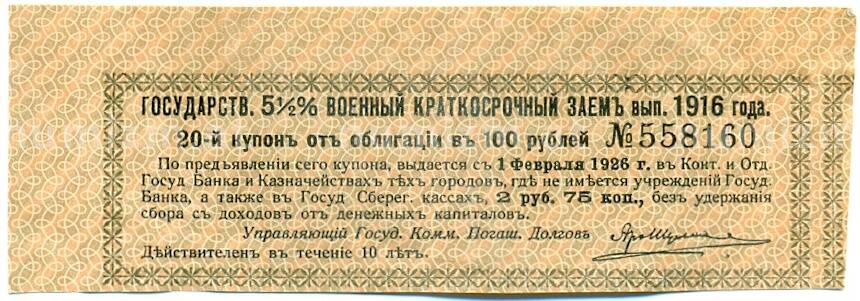 ГОСУДАРСТВ. 5½% ВОЕННЫЙ КРАТКОСРОЧНЫЙ ЗАЕМЪ вып. 1916 года.
20-й купонъ отъ облигаціи въ 100 рублей №558160
По предъявленіи сего купона, выдается съ 1 Февраля 1926 г. въ Конт. и Отд.
Госуд Банка и Казначействахъ тѣхъ городовъ, гдѣ не имѣется учрежденій Госуд.
Банка, а также въ Госуд Сберег. кассахъ, 2 руб. 75 коп., безъ удержанія
сбора съ доходовъ отъ денежныхъ капиталовъ.
Управляющій Госуд. Комм. Погаш. Долговъ
Дѣйствителенъ въ теченіе 10 лѣтъ.